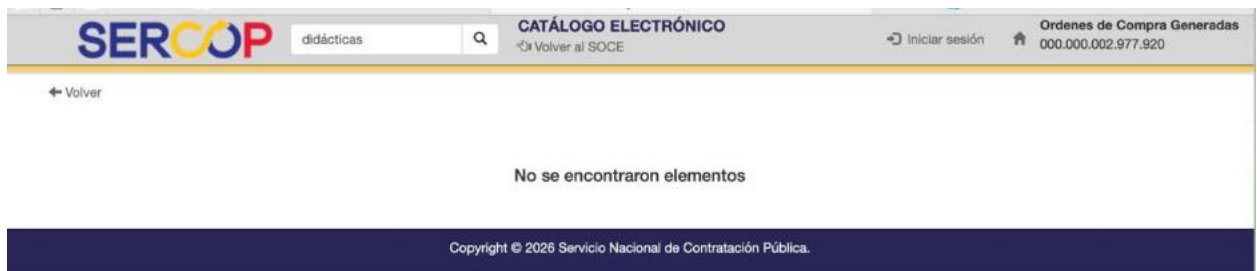 SERCOP
didácticas
CATÁLOGO ELECTRÓNICO
Volver al SOCE
Iniciar sesión
Ordenes de Compra Generadas
000.000.002.977.920
Volver
No se encontraron elementos
Copyright © 2026 Servicio Nacional de Contratación Pública.